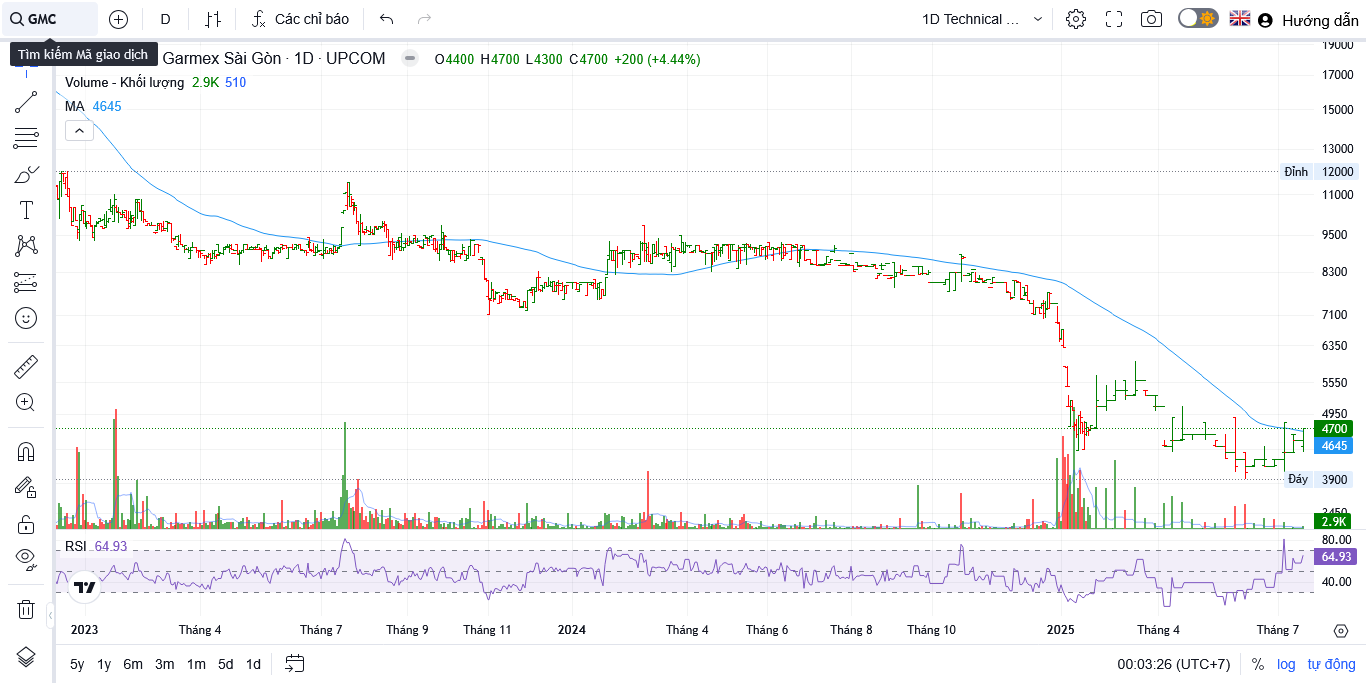 GMC
D
Các chỉ báo
1D Technical ...
Hướng dẫn
Tìm kiếm Mã giao dịch
Garmex Sài Gòn · 1D · UPCOM
O4400 H4700 L4300 C4700 +200 (+4.44%)
Volume - Khối lượng 2.9K 510
MA 4645
19000
17000
15000
13000
Đỉnh 12000
11000
9500
8300
7100
6350
5550
4950
4700
4645
Đáy 3900
3450
2.9K
RSI 64.93
80.00
64.93
40.00
2023 Tháng 4 Tháng 7 Tháng 9 Tháng 11 2024 Tháng 4 Tháng 6 Tháng 8 Tháng 10 2025 Tháng 4 Tháng 7
5y 1y 6m 3m 1m 5d 1d
00:03:26 (UTC+7) % log tự động